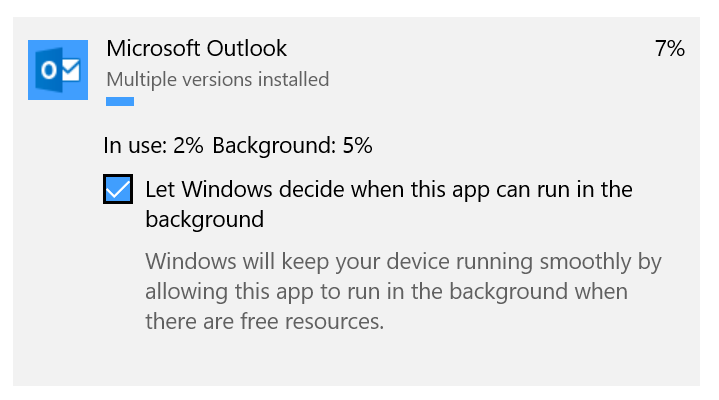 Microsoft Outlook 7%
Multiple versions installed
In use: 2% Background: 5%
Let Windows decide when this app can run in the
background
Windows will keep your device running smoothly by
allowing this app to run in the background when
there are free resources.